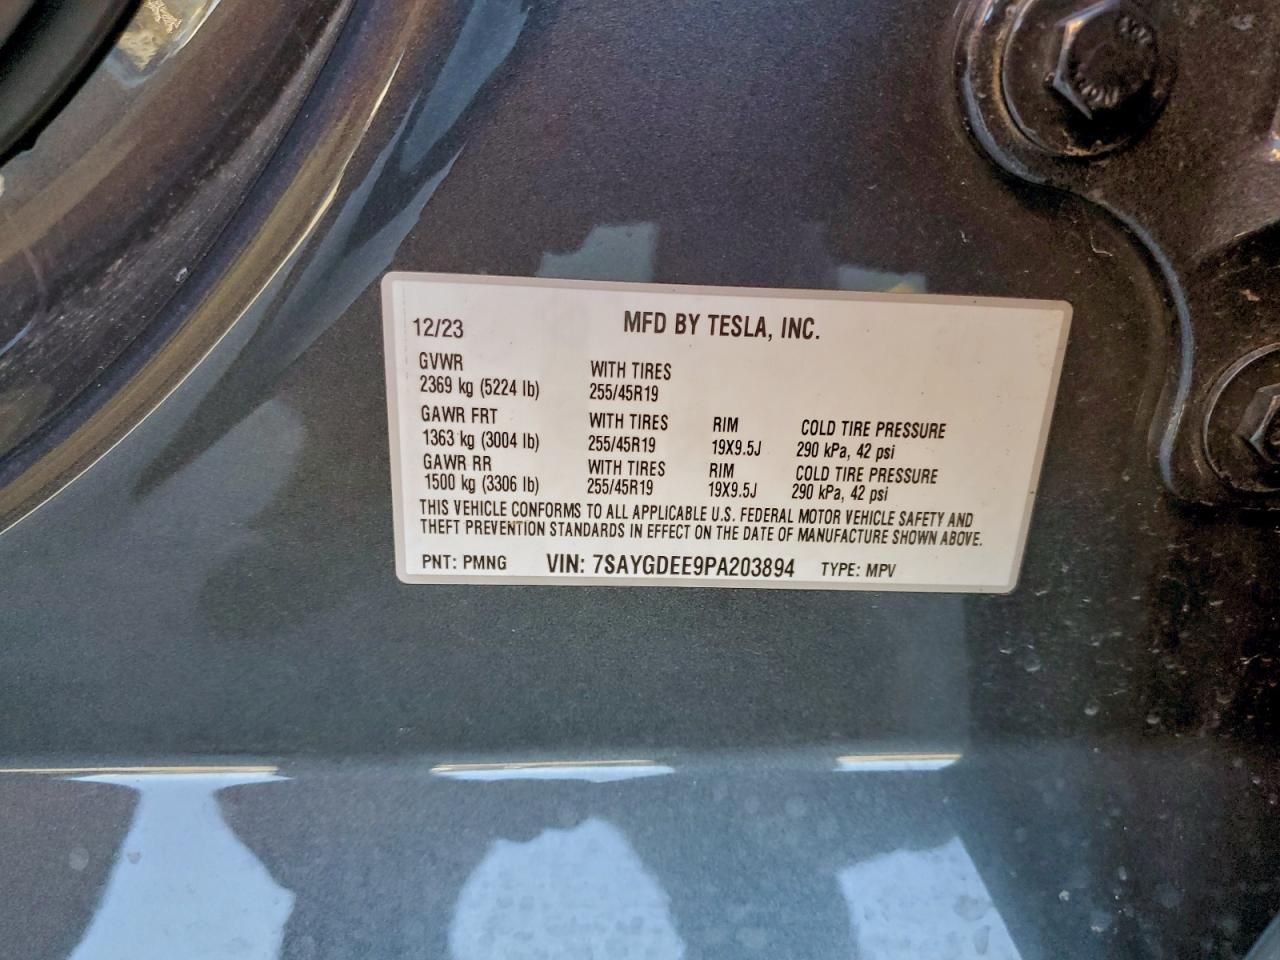 12/23 MFD BY TESLA, INC.
GVWR WITH TIRES
2369 kg (5224 lb) 255/45R19
GAWR FRT WITH TIRES RIM COLD TIRE PRESSURE
1363 kg (3004 lb) 255/45R19 19X9.5J 290 kPa, 42 psi
GAWR RR WITH TIRES RIM COLD TIRE PRESSURE
1500 kg (3306 lb) 255/45R19 19X9.5J 290 kPa, 42 psi
THIS VEHICLE CONFORMS TO ALL APPLICABLE U.S. FEDERAL MOTOR VEHICLE SAFETY AND
THEFT PREVENTION STANDARDS IN EFFECT ON THE DATE OF MANUFACTURE SHOWN ABOVE.
PNT: PMNG VIN: 7SAYGDEE9PA203894 TYPE: MPV